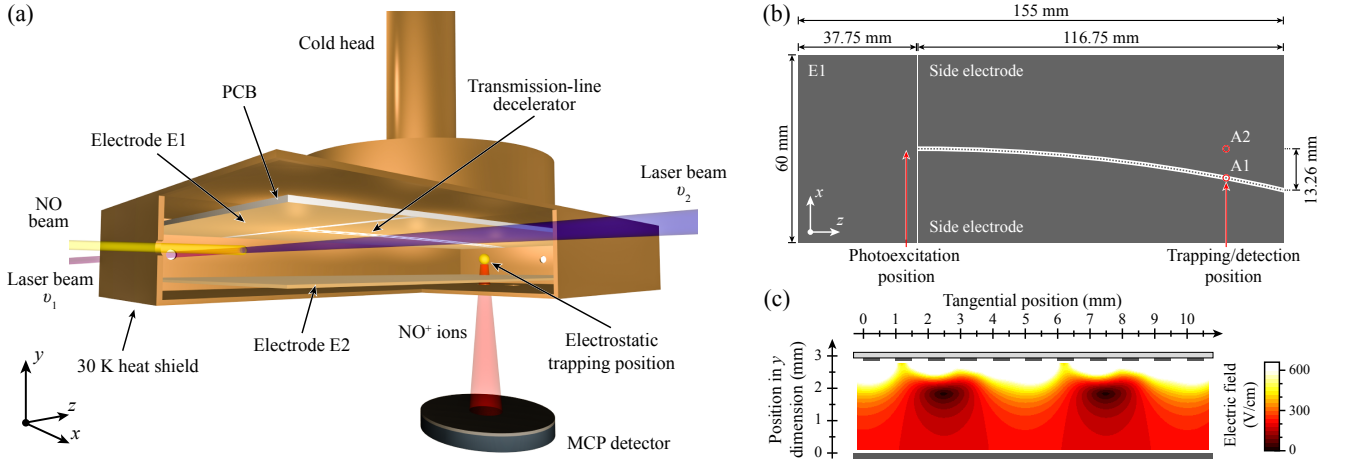 (a)
Cold head
PCB
Transmission-line
decelerator
Electrode E1
Laser beam
υ2
NO
beam
Laser beam
υ1
NO+ ions
Electrostatic
trapping position
Electrode E2
30 K heat shield
MCP detector
y
z
x
(b)
155 mm
37.75 mm
116.75 mm
E1
Side electrode
60 mm
A2
A1
13.26 mm
x
z
Side electrode
Photoexcitation
position
Trapping/detection
position
(c)
Tangential position (mm)
0 1 2 3 4 5 6 7 8 9 10
Position in y
dimension (mm)
3
2
1
0
Electric field
(V/cm)
600
300
0